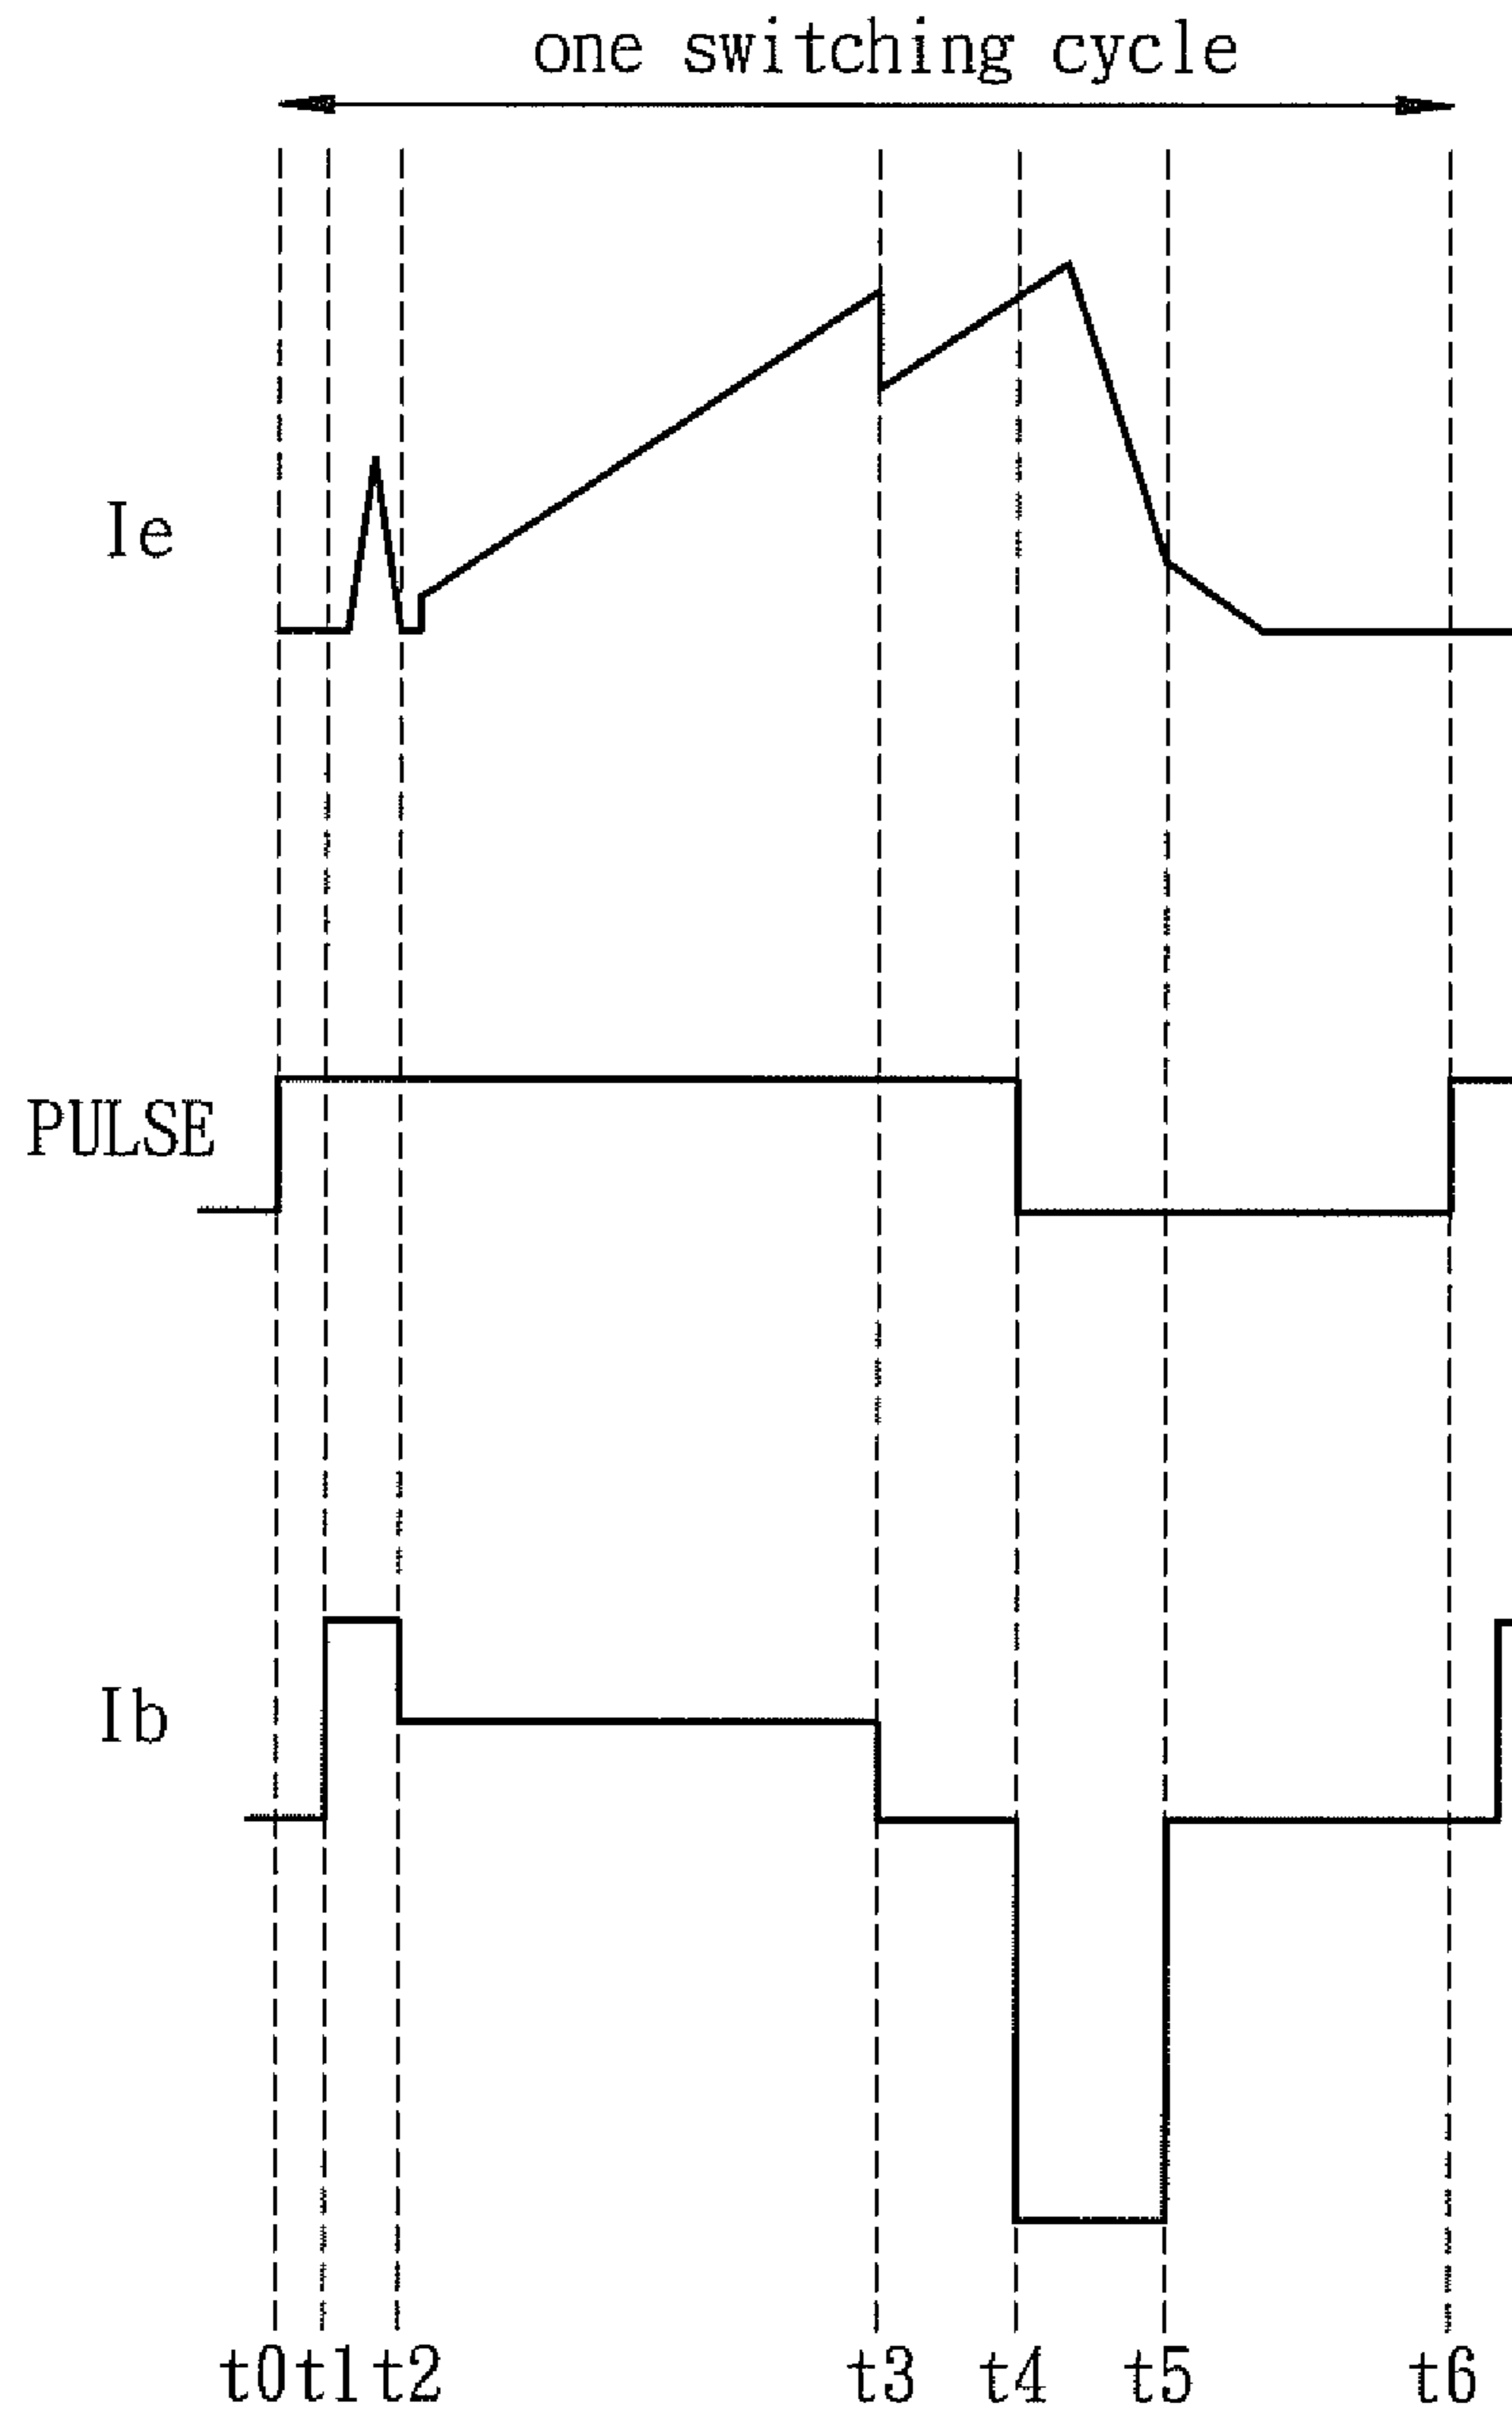 one switching cycle
Ie
PULSE
Ib
t0 t1 t2 t3 t4 t5 t6